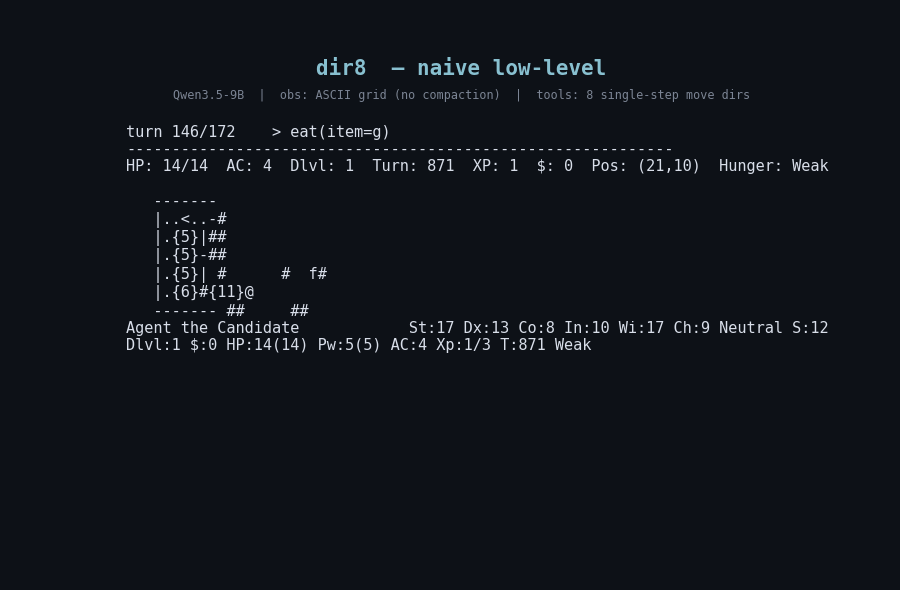 dir8  — naive low-level
Qwen3.5-9B  |  obs: ASCII grid (no compaction)  |  tools: 8 single-step move dirs
turn 146/172    > eat(item=g)
------------------------------------------------------------
HP: 14/14  AC: 4  Dlvl: 1  Turn: 871  XP: 1  $: 0  Pos: (21,10)  Hunger: Weak
   -------
   |..<..-#
   |.{5}|##
   |.{5}-##
   |.{5}| #      #  f#
   |.{6}#{11}@
   ------- ##     ##
Agent the Candidate            St:17 Dx:13 Co:8 In:10 Wi:17 Ch:9 Neutral S:12
Dlvl:1 $:0 HP:14(14) Pw:5(5) AC:4 Xp:1/3 T:871 Weak